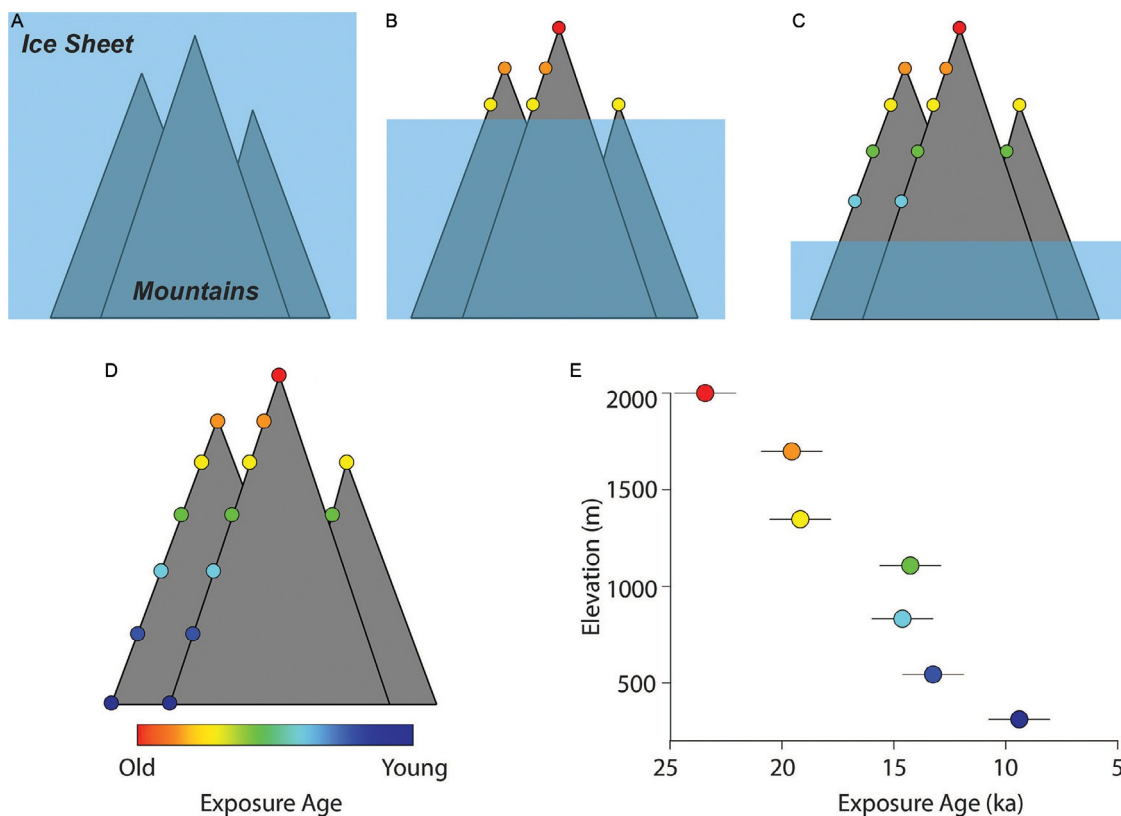 A
Ice Sheet
Mountains
B
C
D
Old
Young
Exposure Age
E
Elevation (m)
2000
1500
1000
500
25
20
15
10
5
Exposure Age (ka)